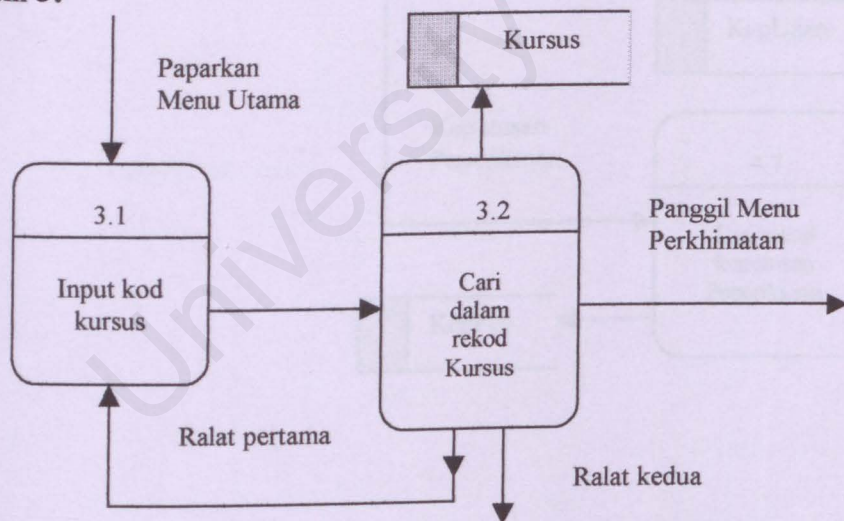 Kursus
Paparkan
Menu Utama
3.1
Input kod
kursus
3.2
Cari
dalam
rekod
Kursus
Panggil Menu
Perkhimatan
Ralat pertama
Ralat kedua
University